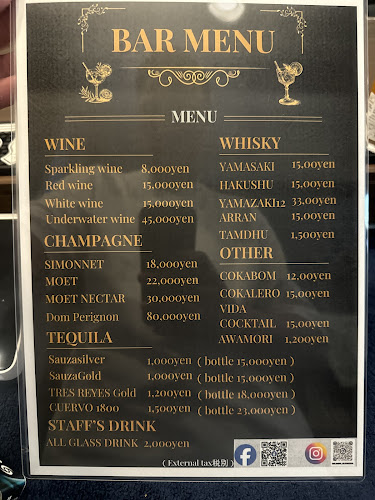 BAR MENU
MENU
WINE
Sparkling wine 8,000yen
Red wine 15,000yen
White wine 15,000yen
Underwater wine 45,000yen
CHAMPAGNE
SIMONNET 18,000yen
MOET 22,000yen
MOET NECTAR 30,000yen
Dom Perignon 80,000yen
TEQUILA
Sauzasilver 1,000yen ( bottle 15,000yen )
SauzaGold 1,000yen ( bottle 15,000yen )
TRES REYES Gold 1,200yen ( bottle 18,000yen )
CUERVO 1800 1,500yen ( bottle 23,000yen )
STAFF'S DRINK
ALL GLASS DRINK 2,000yen
WHISKY
YAMASAKI 15,00yen
HAKUSHU 15,00yen
YAMAZAKI12 33,00yen
ARRAN 15,00yen
TAMDHU 1,500yen
OTHER
COKABOM 12,00yen
COKALERO 15,00yen
VIDA
COCKTAIL 15,00yen
AWAMORI 1,200yen
( External tax税別 )